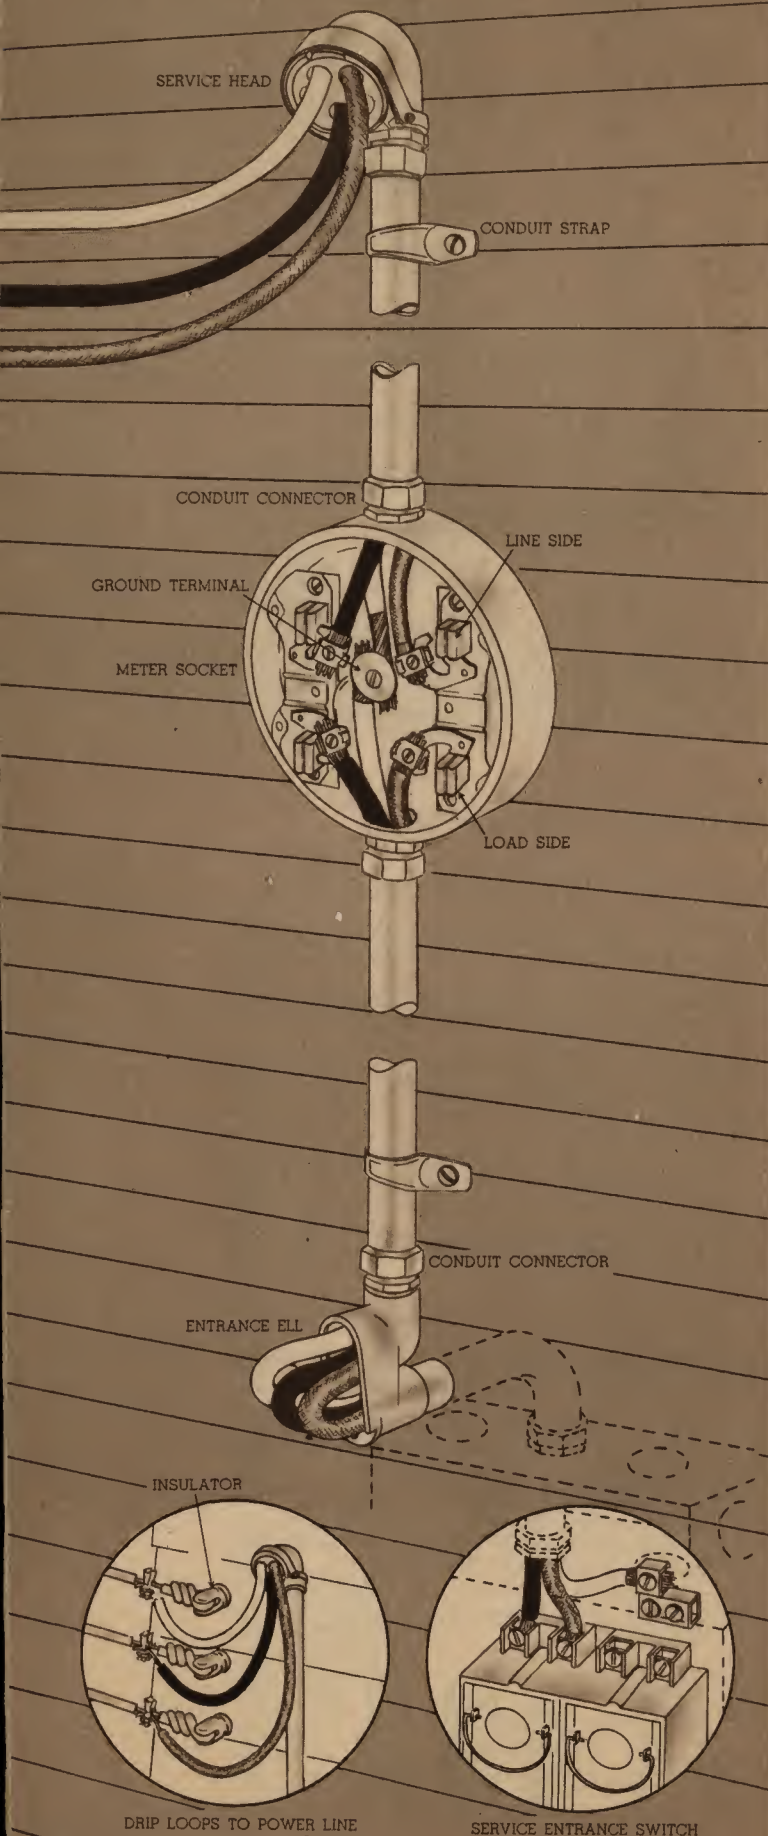 SERVICE HEAD
CONDUIT STRAP
CONDUIT CONNECTOR
LINE SIDE
GROUND TERMINAL
METER SOCKET
LOAD SIDE
CONDUIT CONNECTOR
ENTRANCE ELL
INSULATOR
DRIP LOOPS TO POWER LINE
SERVICE ENTRANCE SWITCH